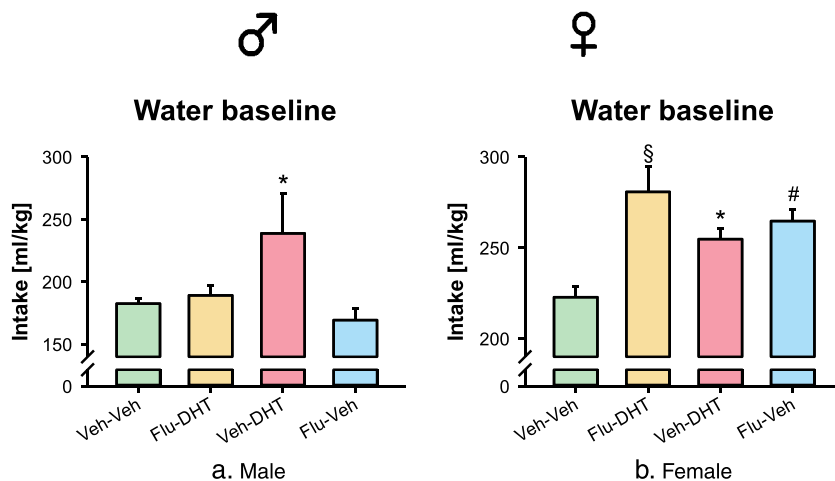 ♂ ♀
Water baseline
Intake [ml/kg]
300
250
200
150
0
*
Veh-Veh
Flu-DHT
Veh-DHT
Flu-Veh
a. Male
Water baseline
Intake [ml/kg]
300
250
200
0
§
*
#
Veh-Veh
Flu-DHT
Veh-DHT
Flu-Veh
b. Female